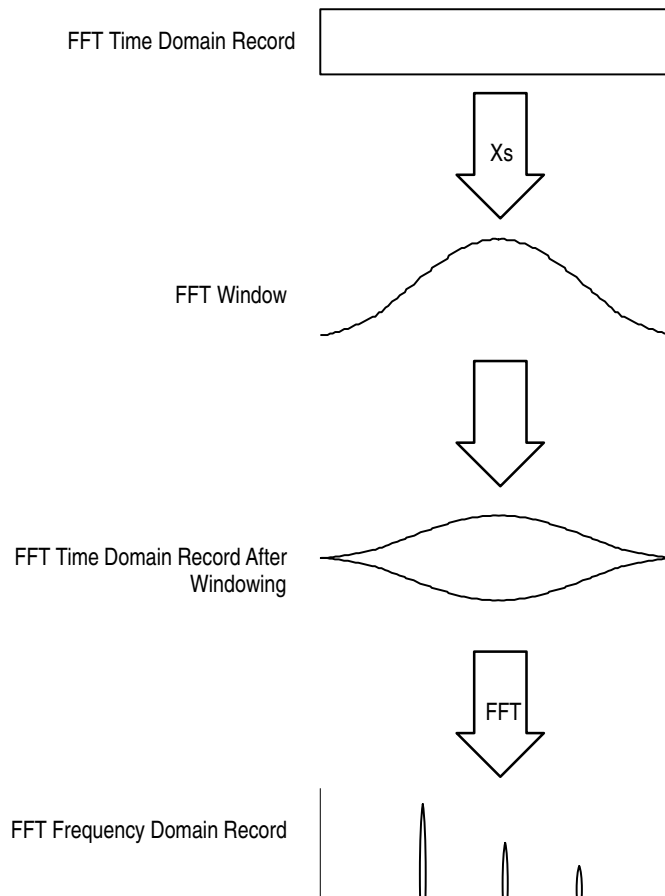 FFT Time Domain Record
Xs
FFT Window
FFT Time Domain Record After
Windowing
FFT
FFT Frequency Domain Record